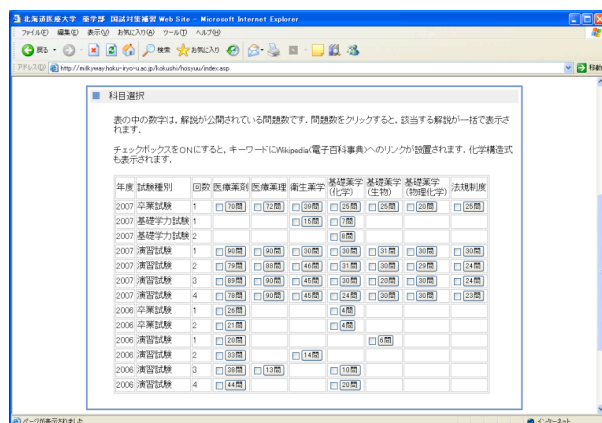 北海道医療大学 薬学部 国試対策補習 Web Site - Microsoft Internet Explorer
ファイル(F) 編集(E) 表示(V) お気に入り(A) ツール(T) ヘルプ(H)
戻る 検索 お気に入り
アドレス(D) http://milkyway.hoku-iryo-u.ac.jp/kokushi/hosyuu/index.asp 移動
科目選択
表の中の数字は，解説が公開されている問題数です．問題数をクリックすると，該当する解説が一括で表示さ
れます．
チェックボックスをONにすると，キーワードにWikipedia(電子百科事典)へのリンクが設置されます．化学構造式
も表示されます．
年度 試験種別 回数 医療薬剤 医療薬理 衛生薬学 基礎薬学(化学) 基礎薬学(生物) 基礎薬学(物理化学) 法規制度
2007 卒業試験 1 70問 72問 39問 25問 25問 20問 25問
2007 基礎学力試験 1 15問 7問
2007 基礎学力試験 2 8問
2007 演習試験 1 90問 90問 30問 30問 31問 30問 30問
2007 演習試験 2 79問 88問 46問 31問 30問 29問 24問
2007 演習試験 3 89問 90問 45問 30問 20問 30問 24問
2007 演習試験 4 78問 90問 45問 24問 30問 30問 23問
2006 卒業試験 1 26問 4問
2006 卒業試験 2 21問 4問
2006 演習試験 1 20問 6問
2006 演習試験 2 33問 14問
2006 演習試験 3 38問 13問 10問
2006 演習試験 4 44問 20問
ページが表示されました インターネット